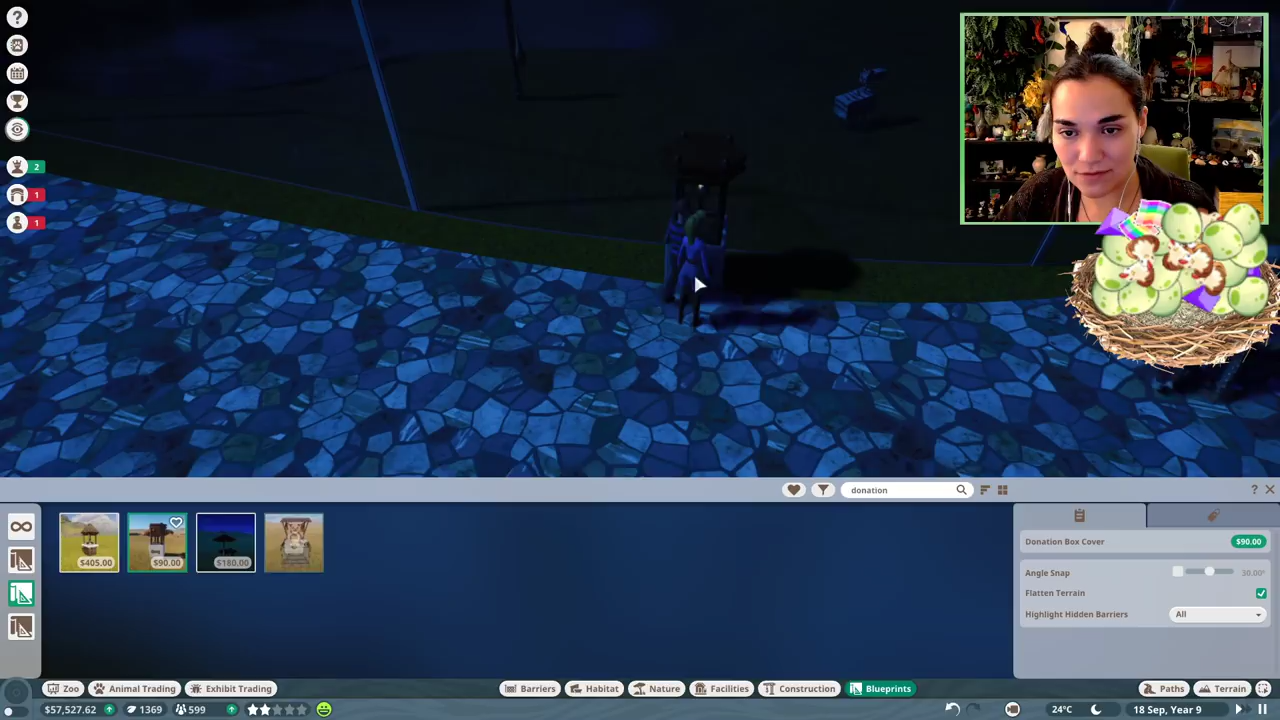 2
1
1
donation
?
?
$405.00
$90.00
$180.00
Donation Box Cover
$90.00
Angle Snap
30.00°
Flatten Terrain
Highlight Hidden Barriers
All
Zoo
Animal Trading
Exhibit Trading
Barriers
Habitat
Nature
Facilities
Construction
Blueprints
Paths
Terrain
$57,527.62
1369
599
24°C
18 Sep, Year 9